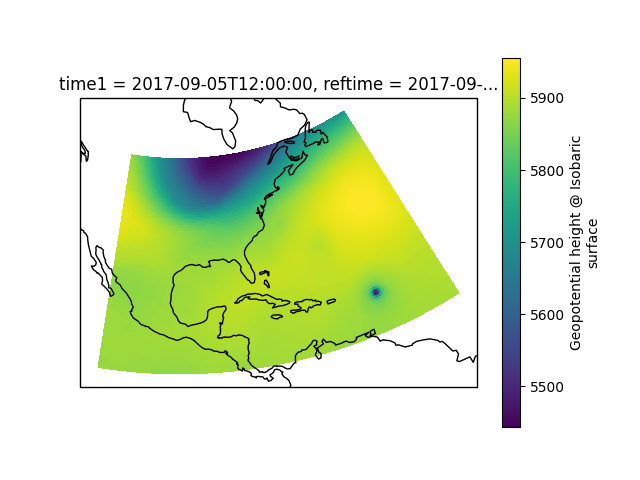 time1 = 2017-09-05T12:00:00, reftime = 2017-09-...
5900
5800
5700
5600
5500
Geopotential height @ Isobaric
surface